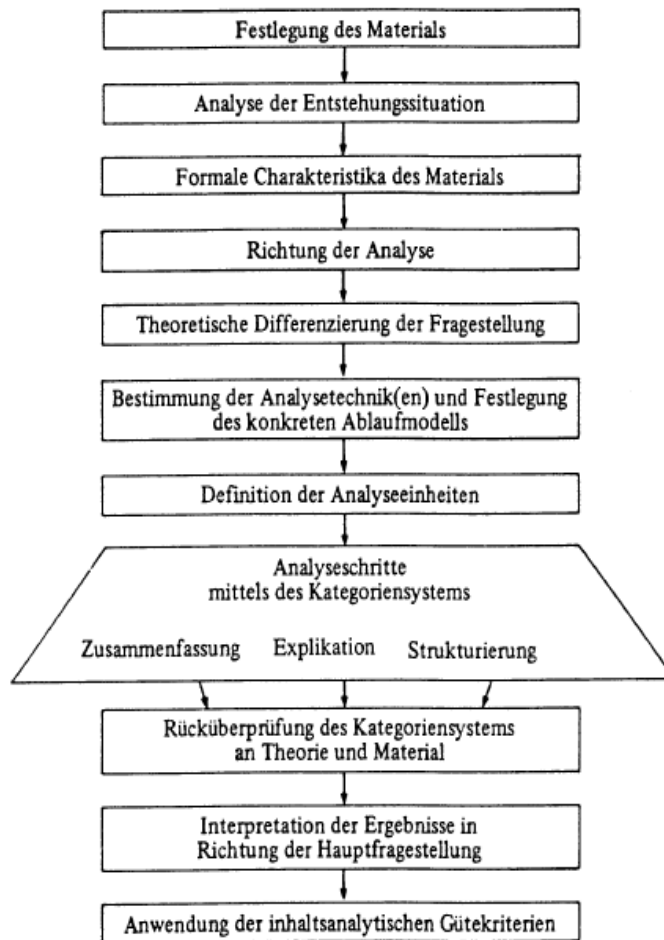 Festlegung des Materials
Analyse der Entstehungssituation
Formale Charakteristika des Materials
Richtung der Analyse
Theoretische Differenzierung der Fragestellung
Bestimmung der Analysetechnik(en) und Festlegung
des konkreten Ablaufmodells
Definition der Analyseeinheiten
Analyseschritte
mittels des Kategoriensystems
Zusammenfassung Explikation Strukturierung
Rücküberprüfung des Kategoriensystems
an Theorie und Material
Interpretation der Ergebnisse in
Richtung der Hauptfragestellung
Anwendung der inhaltsanalytischen Gütekriterien